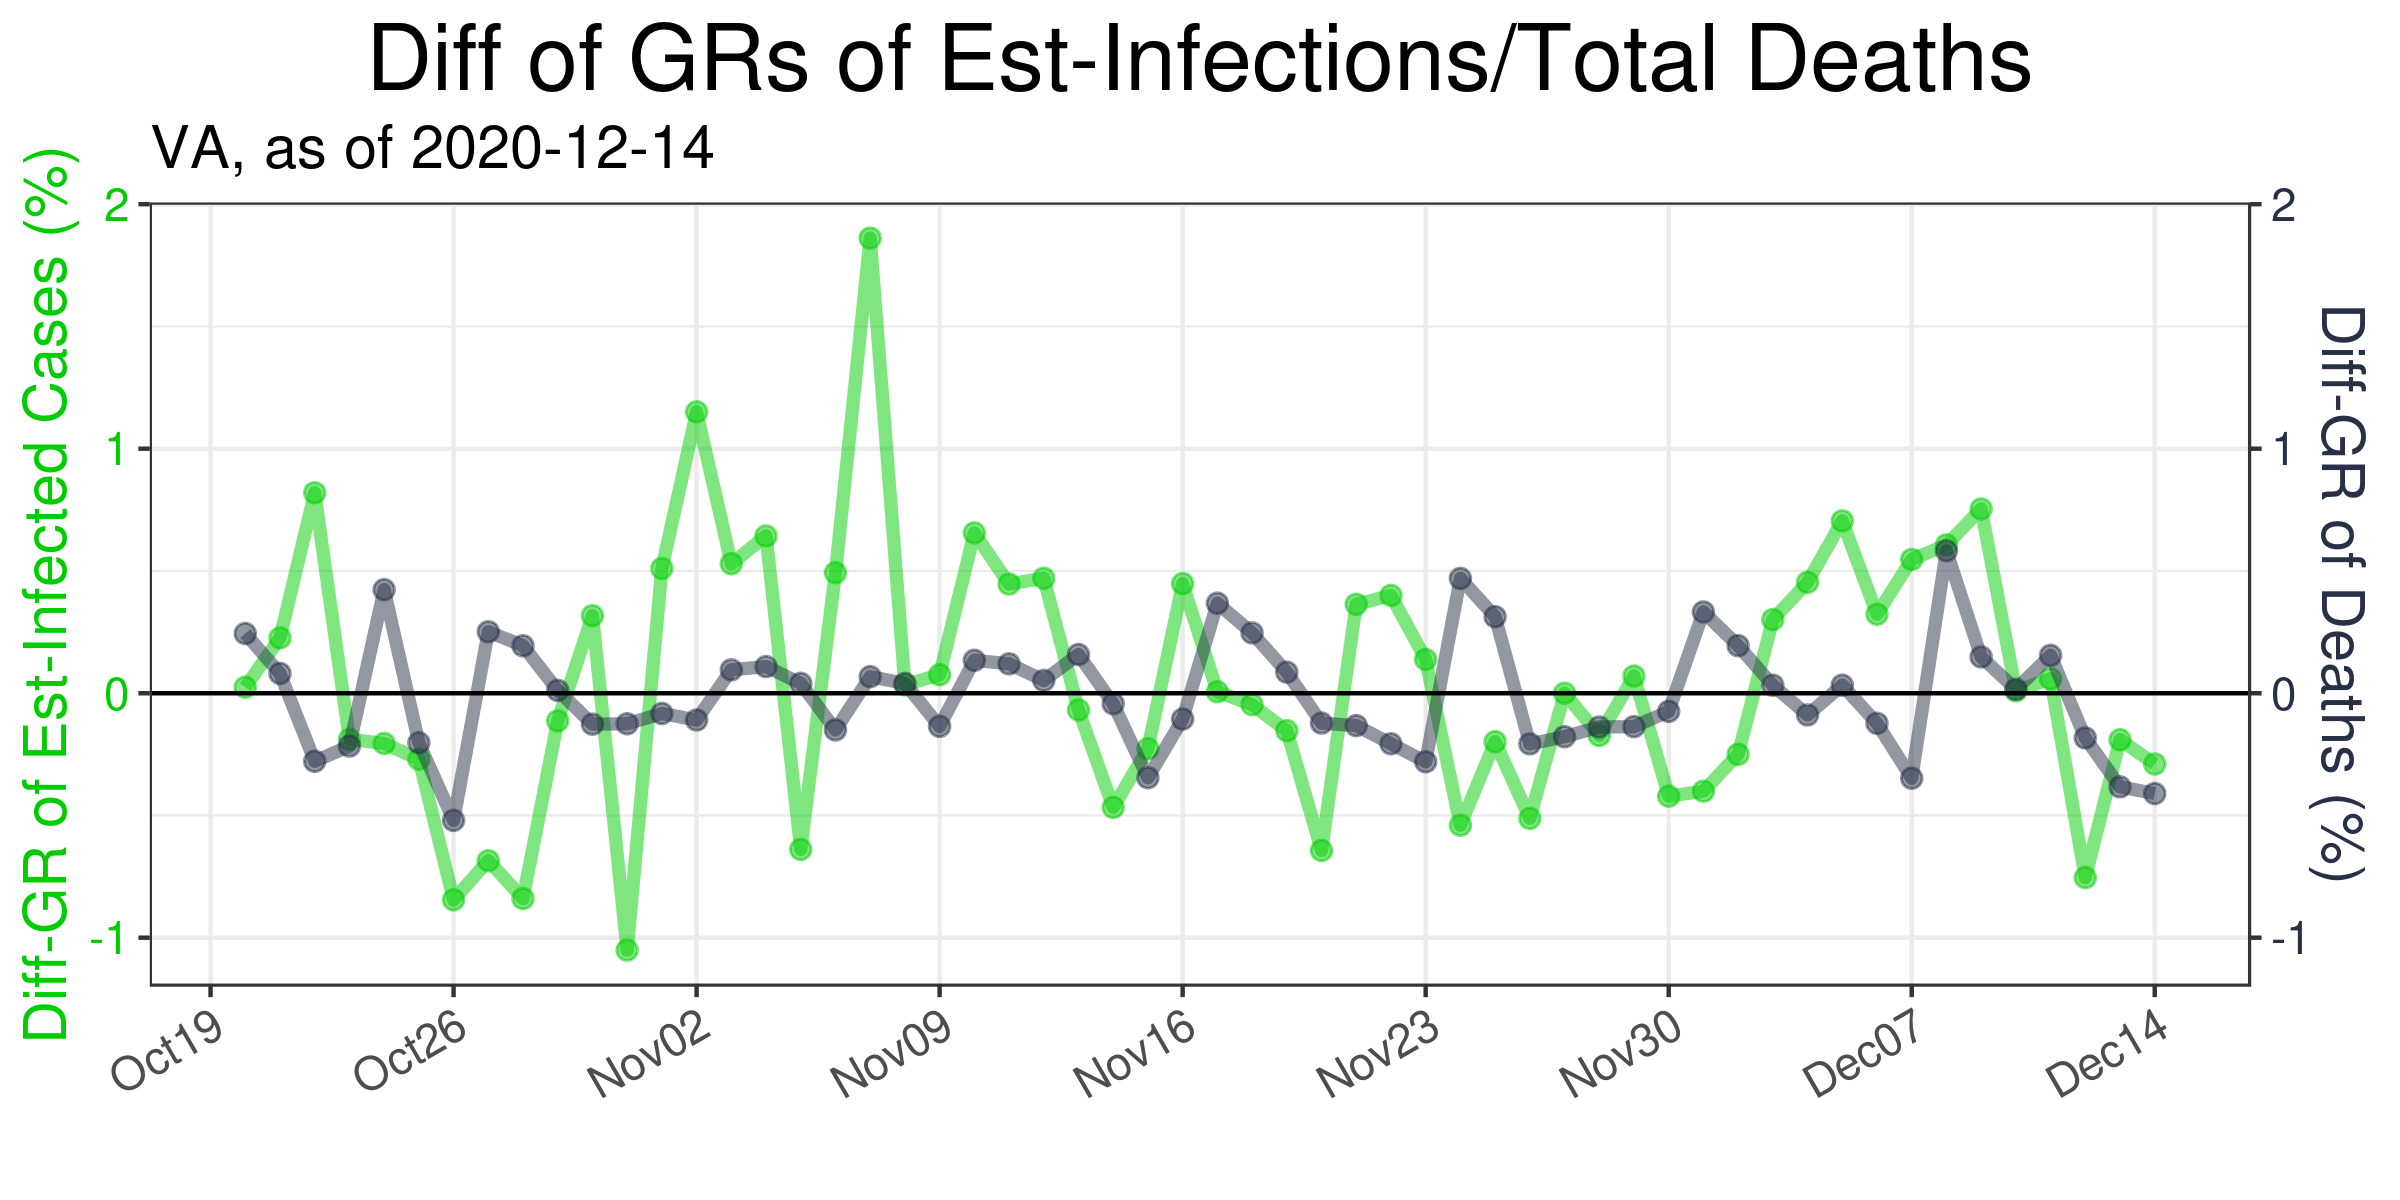 Diff of GRs of Est-Infections/Total Deaths
VA, as of 2020-12-14
Diff-GR of Est-Infected Cases (%)
2
1
0
-1
2
1
0
-1
Diff-GR of Deaths (%)
Oct19
Oct26
Nov02
Nov09
Nov16
Nov23
Nov30
Dec07
Dec14